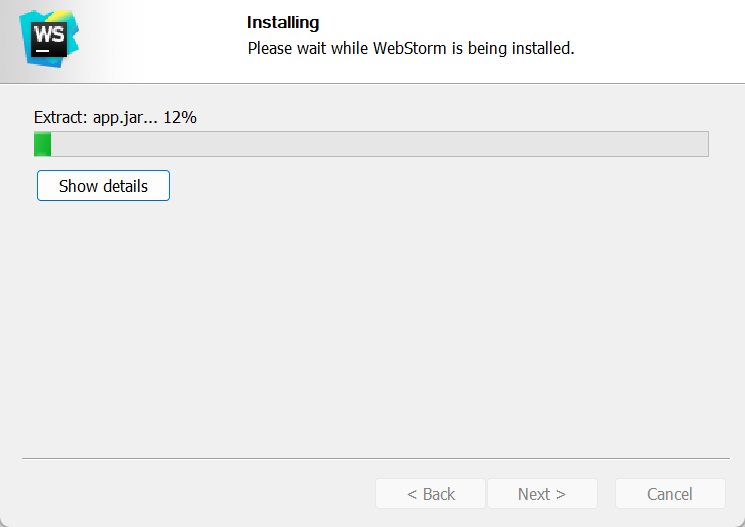 WS
Installing
Please wait while WebStorm is being installed.
Extract: app.jar... 12%
Show details
< Back
Next >
Cancel